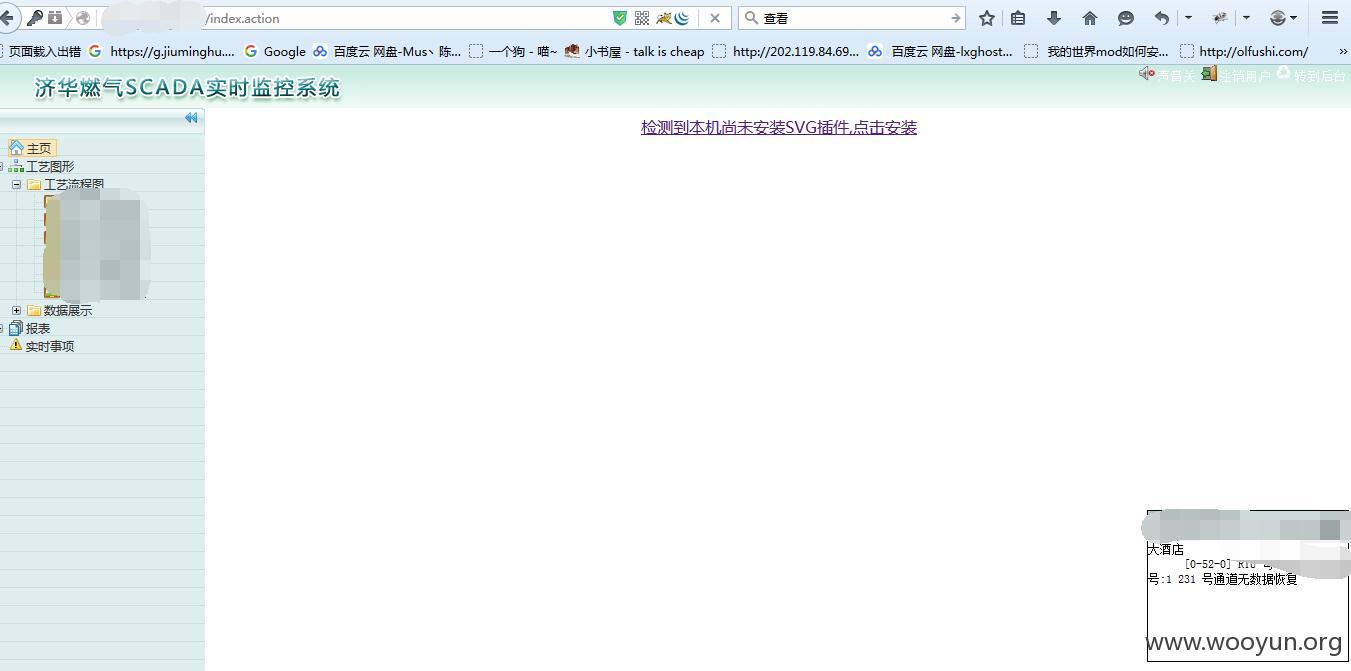 /index.action
查看
页面载入出错 https://g.jiuminghu.... Google 百度云 网盘-Mus丶 陈... 一个狗 - 喵~ 小书屋 - talk is cheap http://202.119.84.69... 百度云 网盘-lxghost... 我的世界mod如何安... http://olfushi.com/
济华燃气SCADA实时监控系统
声音关 注销用户 转到后台
检测到本机尚未安装SVG插件,点击安装
主页
工艺图形
工艺流程图
数据展示
报表
实时事项
大酒店
[0-52-0] RTU
号:1 231 号通道无数据恢复
www.wooyun.org